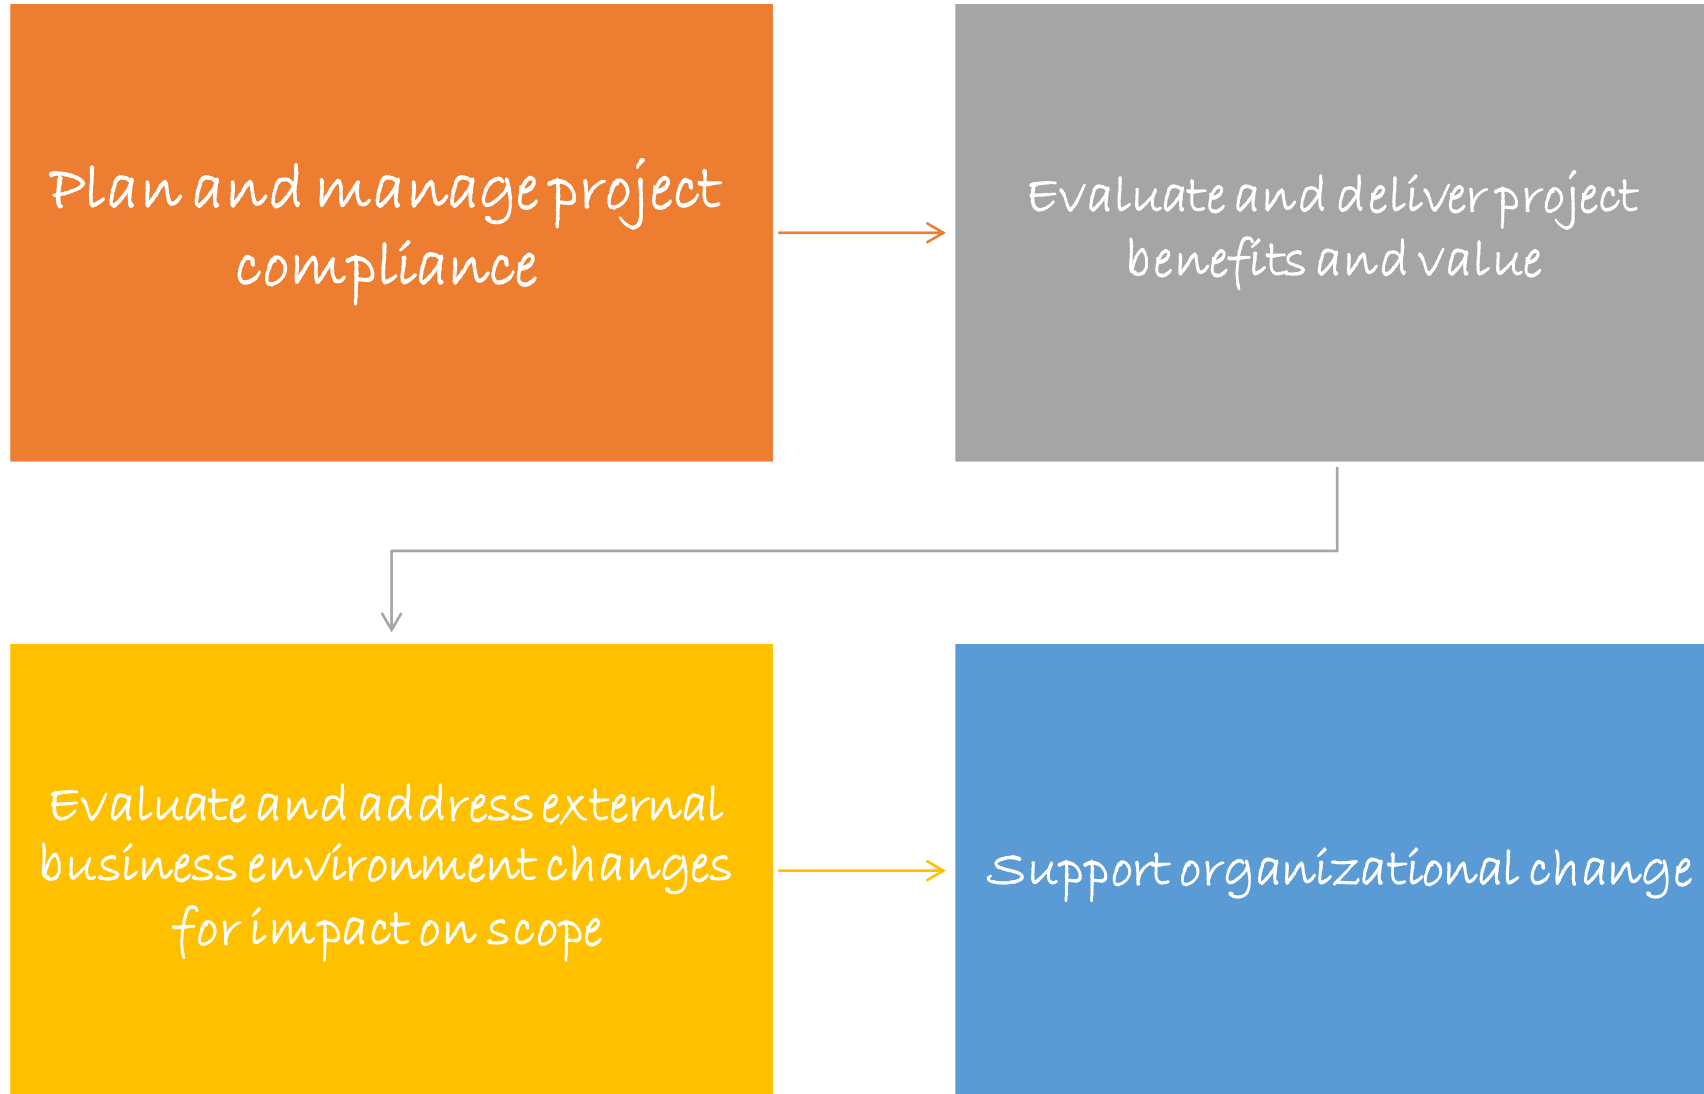 Plan and manage project
compliance
Evaluate and deliver project
benefits and value
Evaluate and address external
business environment changes
for impact on scope
Support organizational change